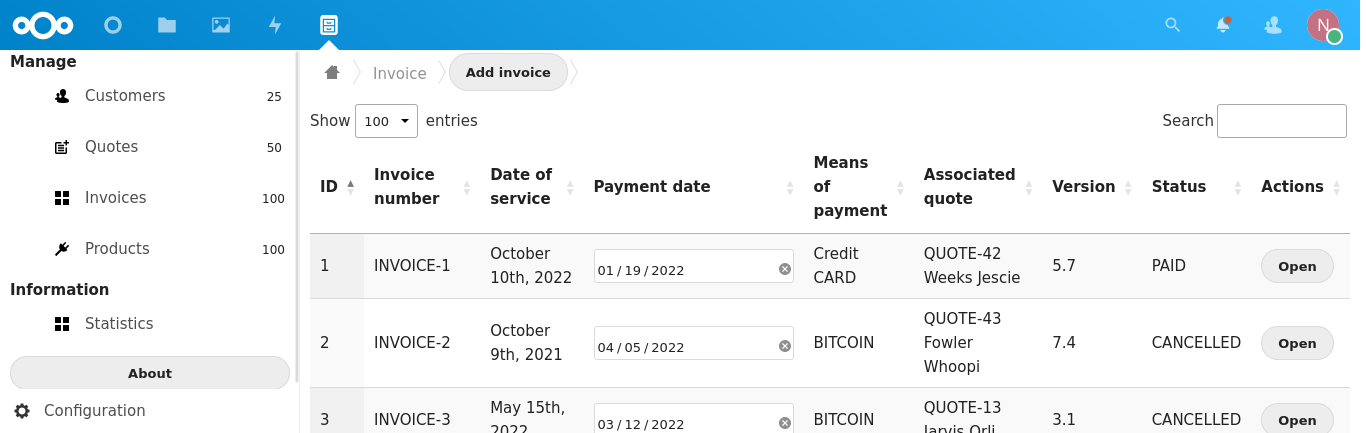 N
Manage
Customers 25
Quotes 50
Invoices 100
Products 100
Information
Statistics
About
Configuration
Invoice
Add invoice
Show 100 entries
Search
ID
Invoice
number
Date of
service
Payment date
Means
of
payment
Associated
quote
Version
Status
Actions
1
INVOICE-1
October
10th, 2022
01/19/2022
Credit
CARD
QUOTE-42
Weeks Jescie
5.7
PAID
Open
2
INVOICE-2
October
9th, 2021
04/05/2022
BITCOIN
QUOTE-43
Fowler
Whoopi
7.4
CANCELLED
Open
3
INVOICE-3
May 15th,
2022
03/12/2022
BITCOIN
QUOTE-13
Jarvis Orli
3.1
CANCELLED
Open